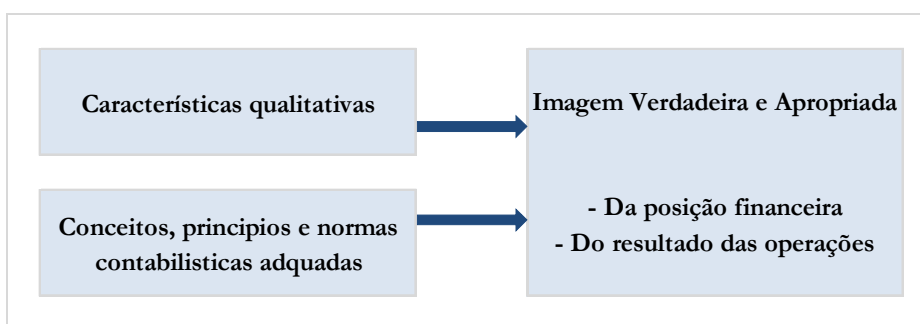 Características qualitativas
Conceitos, principios e normas
contabilisticas adquadas
Imagem Verdadeira e Apropriada
- Da posição financeira
- Do resultado das operações